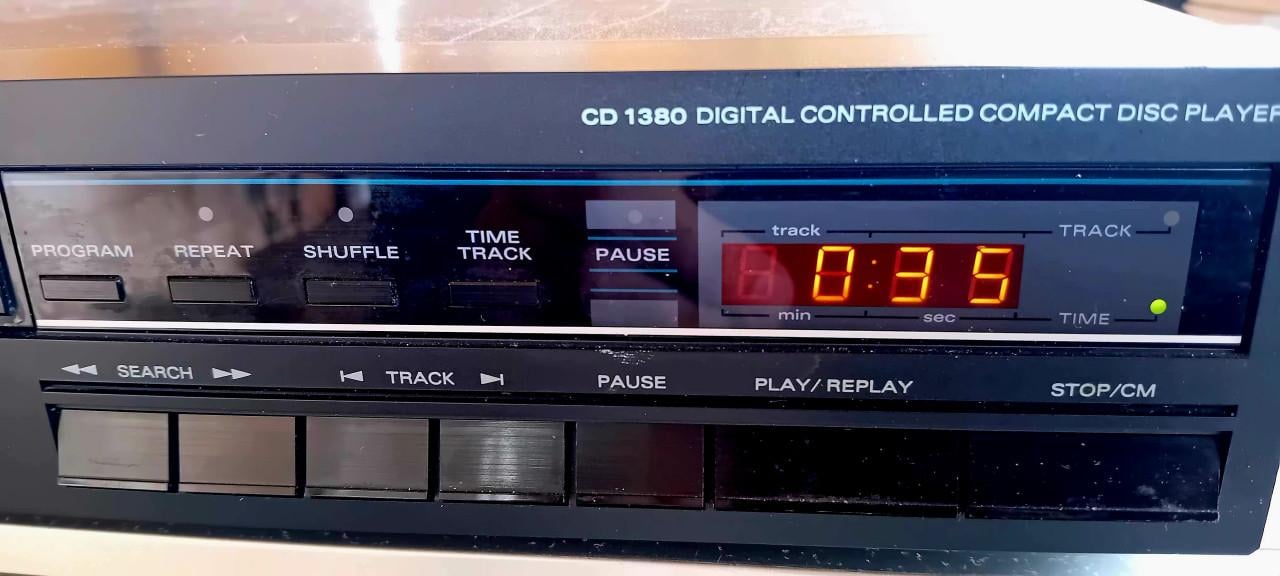 CD 1380 DIGITAL CONTROLLED COMPACT DISC PLAYER
PROGRAM
REPEAT
SHUFFLE
TIME
TRACK
PAUSE
track
TRACK
0:35
min
sec
TIME
SEARCH
TRACK
PAUSE
PLAY/REPLAY
STOP/CM